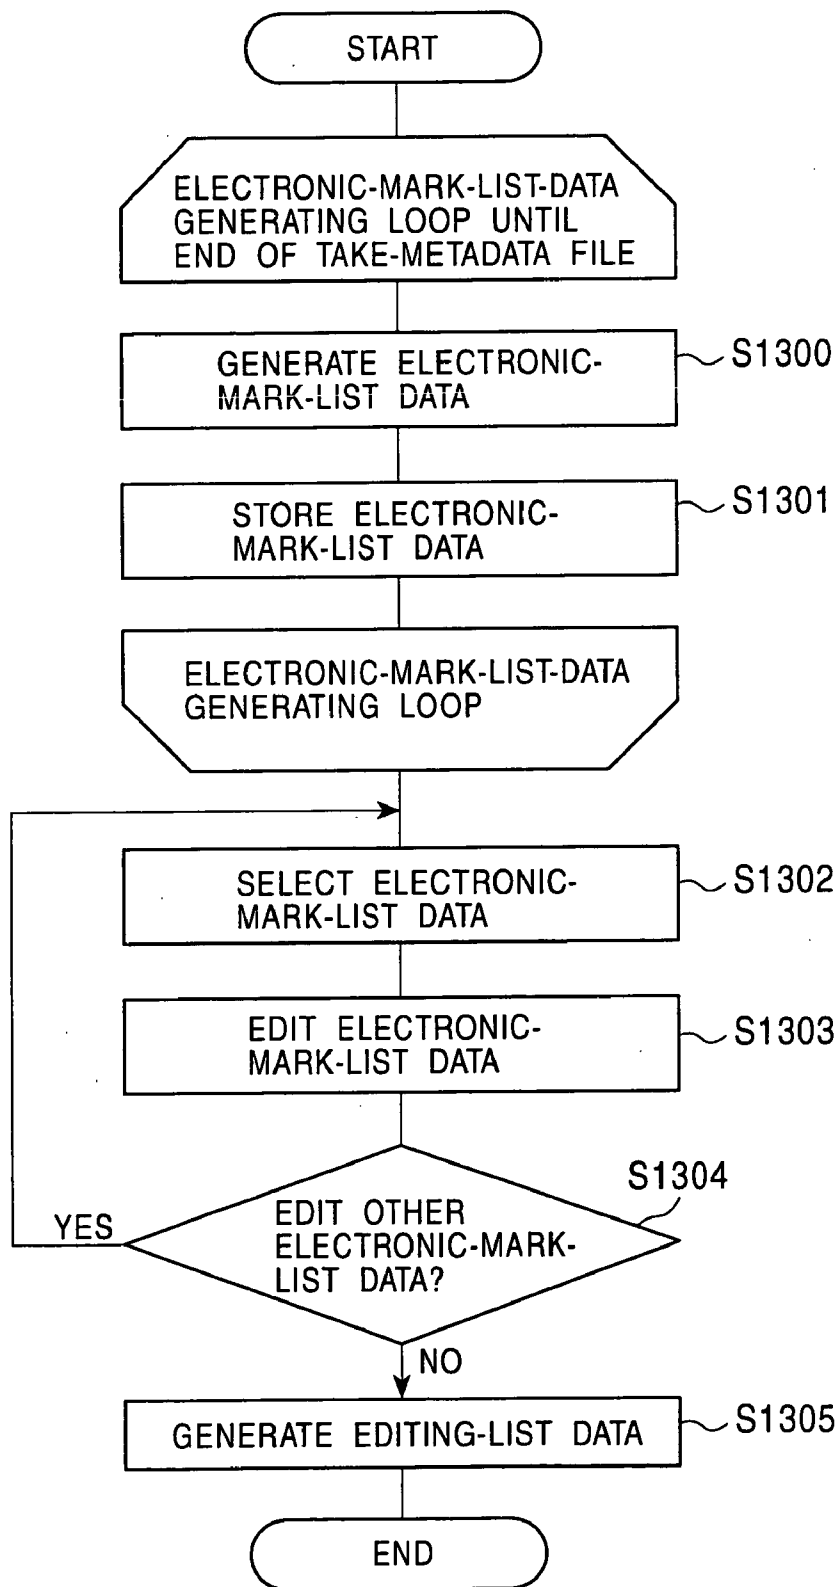 START
ELECTRONIC-MARK-LIST-DATA
GENERATING LOOP UNTIL
END OF TAKE-METADATA FILE
GENERATE ELECTRONIC-
MARK-LIST DATA
S1300
STORE ELECTRONIC-
MARK-LIST DATA
S1301
ELECTRONIC-MARK-LIST-DATA
GENERATING LOOP
SELECT ELECTRONIC-
MARK-LIST DATA
S1302
EDIT ELECTRONIC-
MARK-LIST DATA
S1303
S1304
YES
EDIT OTHER
ELECTRONIC-MARK-
LIST DATA?
NO
GENERATE EDITING-LIST DATA
S1305
END